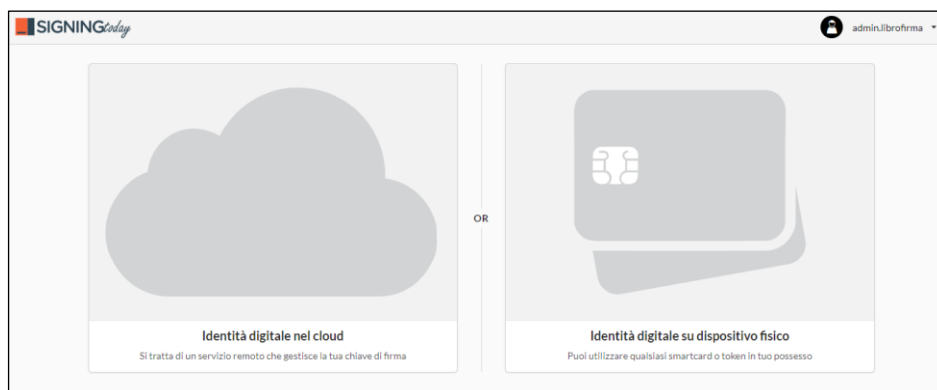 SIGNINGtoday
admin.librofirma
OR
Identità digitale nel cloud
Si tratta di un servizio remoto che gestisce la tua chiave di firma
Identità digitale su dispositivo fisico
Puoi utilizzare qualsiasi smartcard o token in tuo possesso